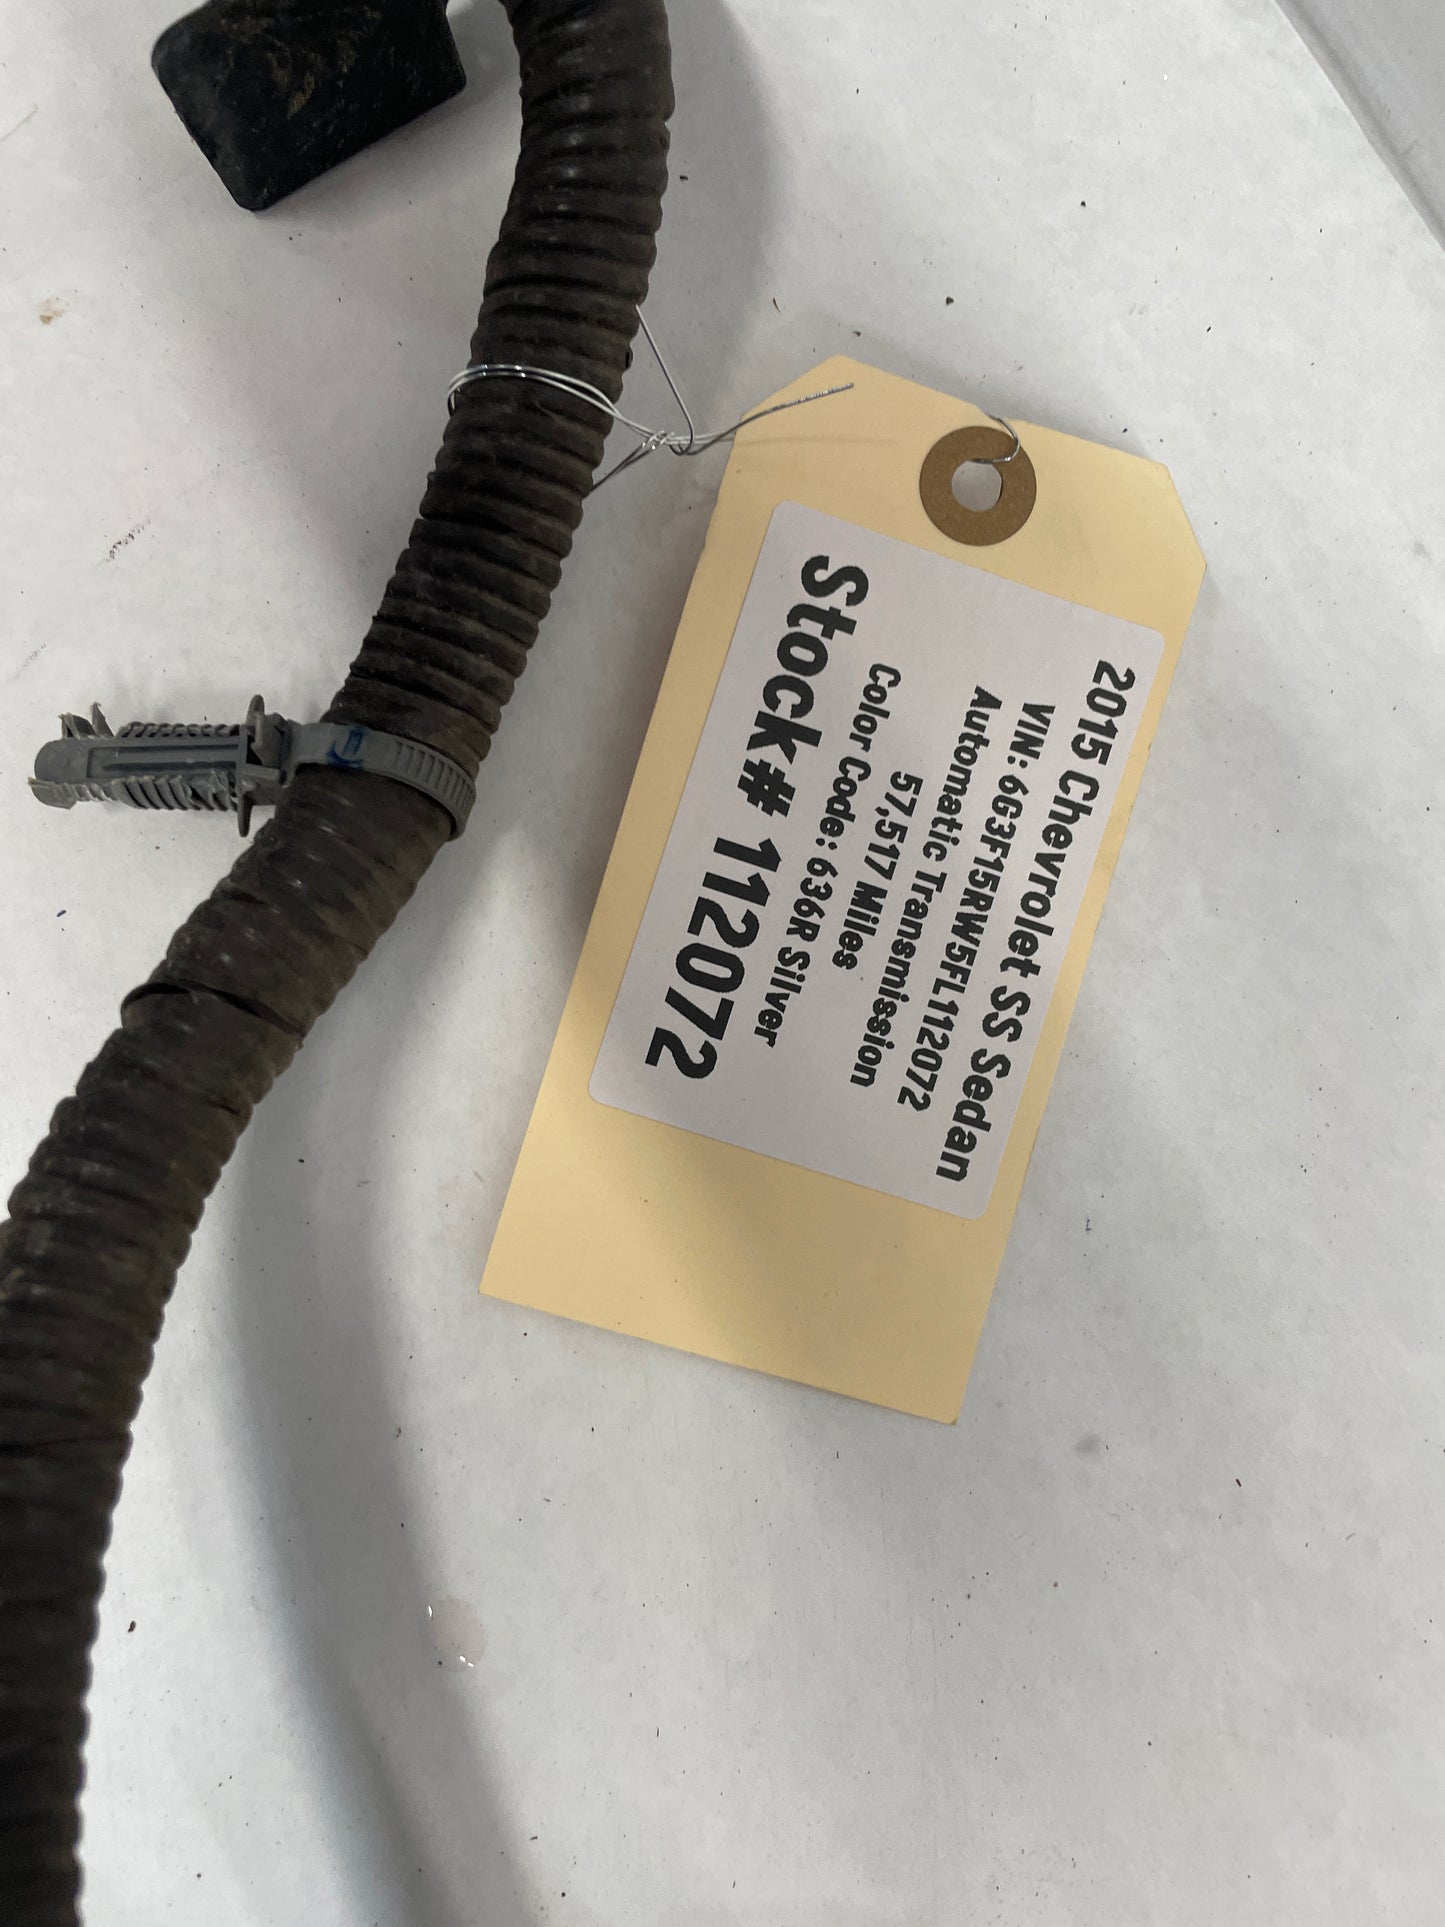 2015 Chevrolet SS Sedan
VIN: 6G3F15RW5FL112072
Automatic Transmission
57,517 Miles
Color Code: 636R Silver
Stock# 112072